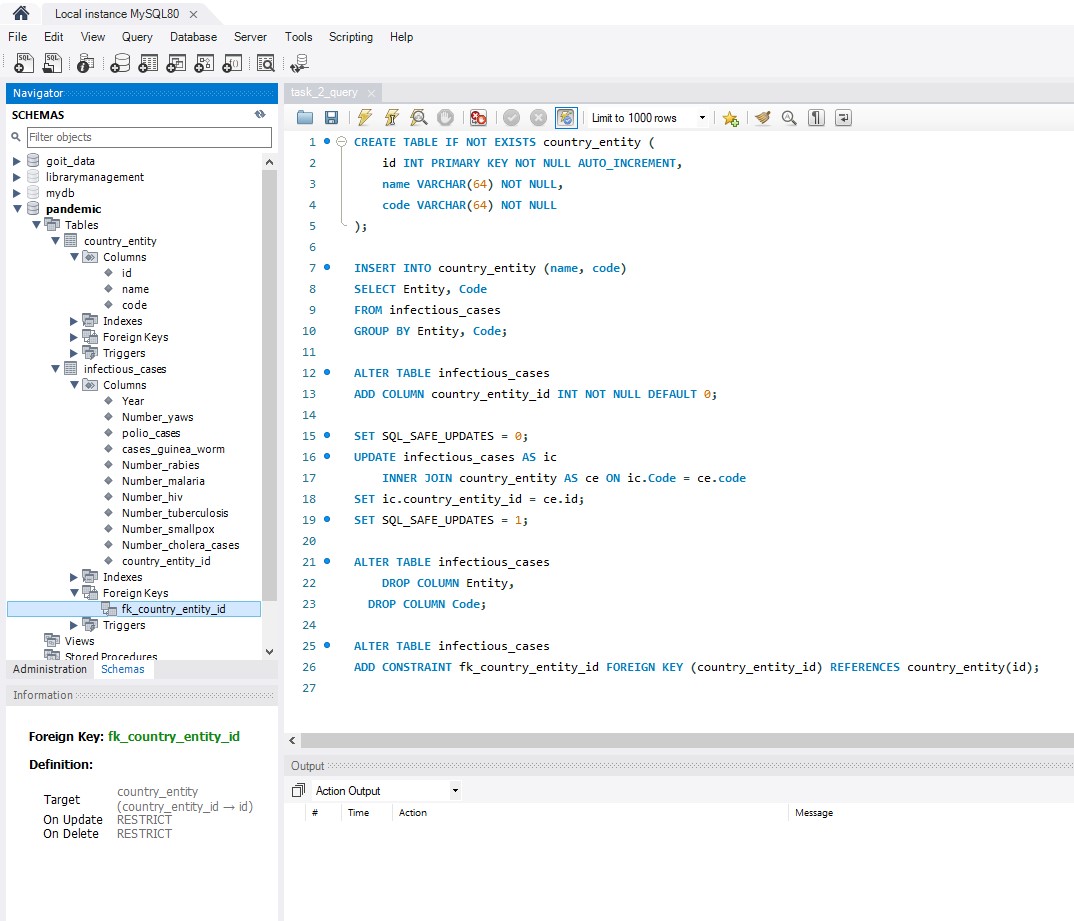 Local instance MySQL80
File Edit View Query Database Server Tools Scripting Help
Navigator
SCHEMAS
Filter objects
goit_data
librarymanagement
mydb
pandemic
Tables
country_entity
Columns
id
name
code
Indexes
Foreign Keys
Triggers
infectious_cases
Columns
Year
Number_yaws
polio_cases
cases_guinea_worm
Number_rabies
Number_malaria
Number_hiv
Number_tuberculosis
Number_smallpox
Number_cholera_cases
country_entity_id
Indexes
Foreign Keys
fk_country_entity_id
Triggers
Views
Stored Procedures
Administration Schemas
Information
Foreign Key: fk_country_entity_id
Definition:
Target country_entity
(country_entity_id → id)
On Update RESTRICT
On Delete RESTRICT
task_2_query
Limit to 1000 rows
1 CREATE TABLE IF NOT EXISTS country_entity (
2 id INT PRIMARY KEY NOT NULL AUTO_INCREMENT,
3 name VARCHAR(64) NOT NULL,
4 code VARCHAR(64) NOT NULL
5 );
6
7 INSERT INTO country_entity (name, code)
8 SELECT Entity, Code
9 FROM infectious_cases
10 GROUP BY Entity, Code;
11
12 ALTER TABLE infectious_cases
13 ADD COLUMN country_entity_id INT NOT NULL DEFAULT 0;
14
15 SET SQL_SAFE_UPDATES = 0;
16 UPDATE infectious_cases AS ic
17 INNER JOIN country_entity AS ce ON ic.Code = ce.code
18 SET ic.country_entity_id = ce.id;
19 SET SQL_SAFE_UPDATES = 1;
20
21 ALTER TABLE infectious_cases
22 DROP COLUMN Entity,
23 DROP COLUMN Code;
24
25 ALTER TABLE infectious_cases
26 ADD CONSTRAINT fk_country_entity_id FOREIGN KEY (country_entity_id) REFERENCES country_entity(id);
27
Output
Action Output
# Time Action Message